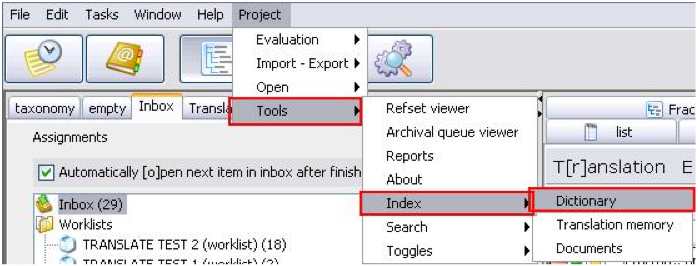 File Edit Tasks Window Help Project
Evaluation
Import - Export
Open
Tools
Refset viewer
Archival queue viewer
Reports
About
Index
Search
Toggles
Dictionary
Translation memory
Documents
taxonomy empty Inbox
Assignments
Automatically [o]pen next item in inbox after finish
Inbox (29)
Worklists
TRANSLATE TEST 2 (worklist) (18)
TRANSLATE TEST 1 (worklist) (2)
list
T[r]anslation E